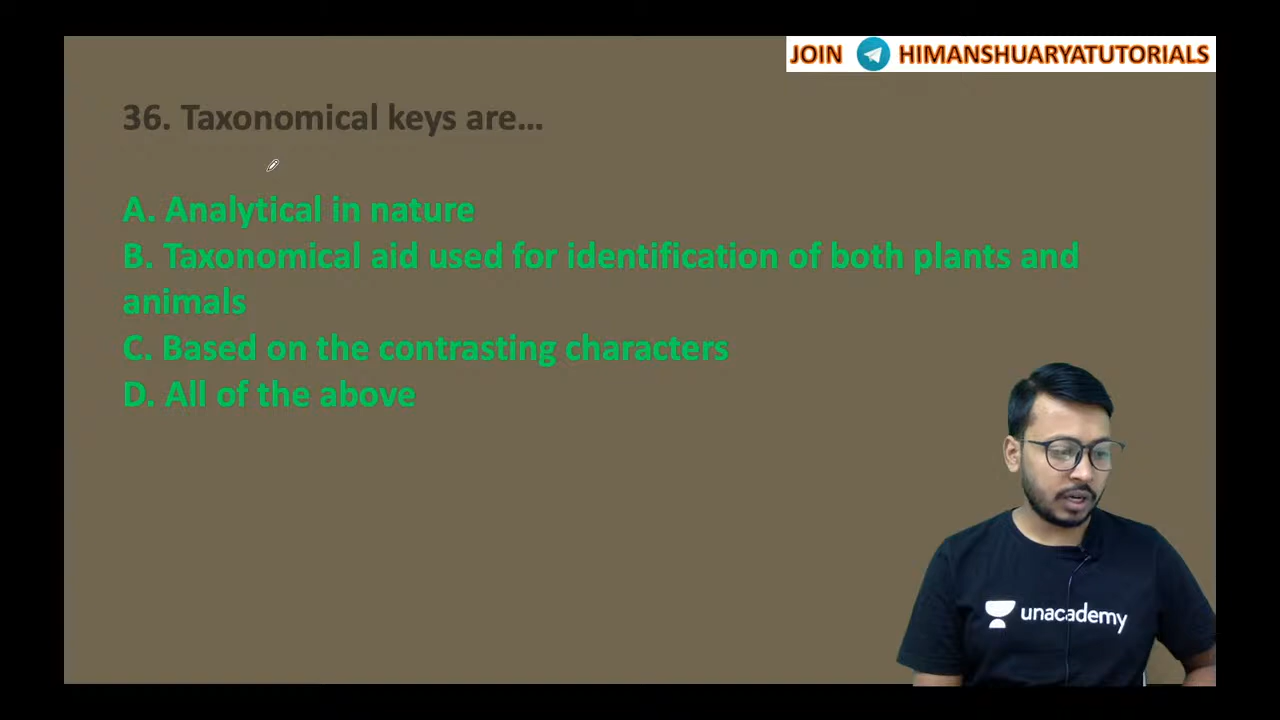 JOIN HIMANSHUARYATUTORIALS
36. Taxonomical keys are...
A. Analytical in nature
B. Taxonomical aid used for identification of both plants and
animals
C. Based on the contrasting characters
D. All of the above
unacademy